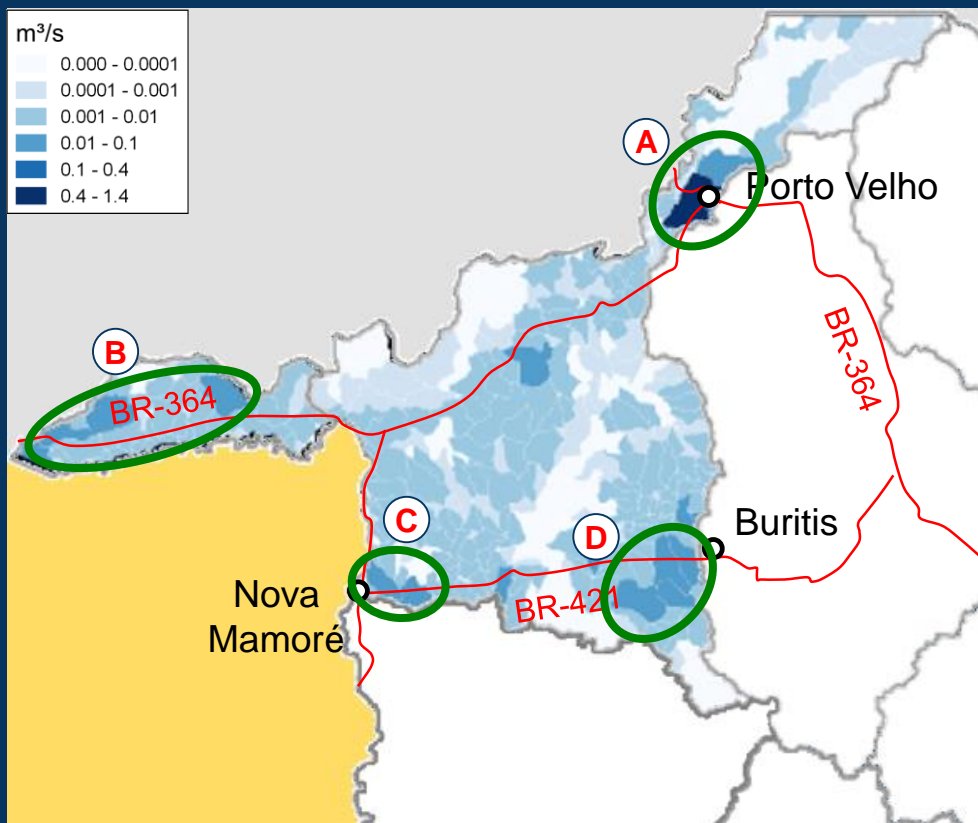 m³/s
0.000 - 0.0001
0.0001 - 0.001
0.001 - 0.01
0.01 - 0.1
0.1 - 0.4
0.4 - 1.4
A
Porto Velho
BR-364
B
BR-364
C
D
Buritis
Nova
Mamoré
BR-421